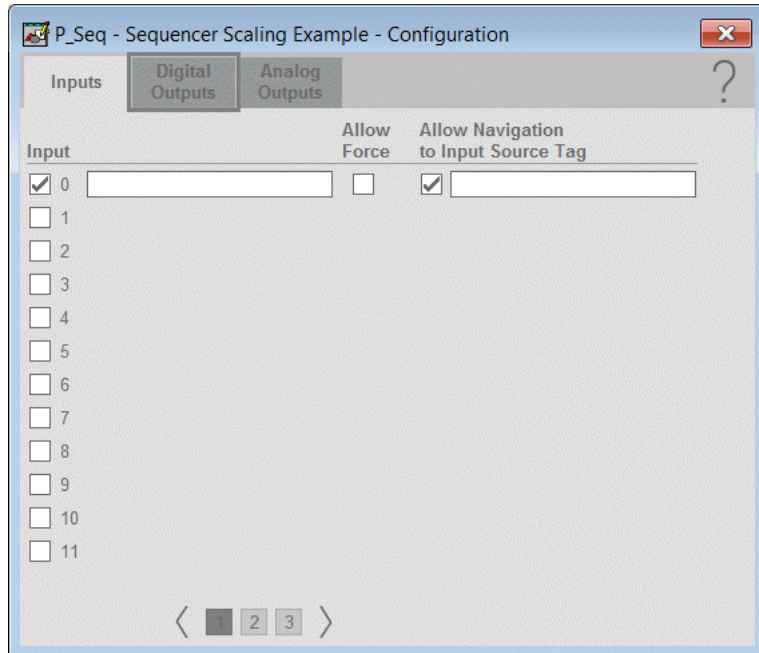 P_Seq - Sequencer Scaling Example - Configuration
Inputs
Digital
Outputs
Analog
Outputs
?
Input
Allow
Force
Allow Navigation
to Input Source Tag
0
1
2
3
4
5
6
7
8
9
10
11
1 2 3